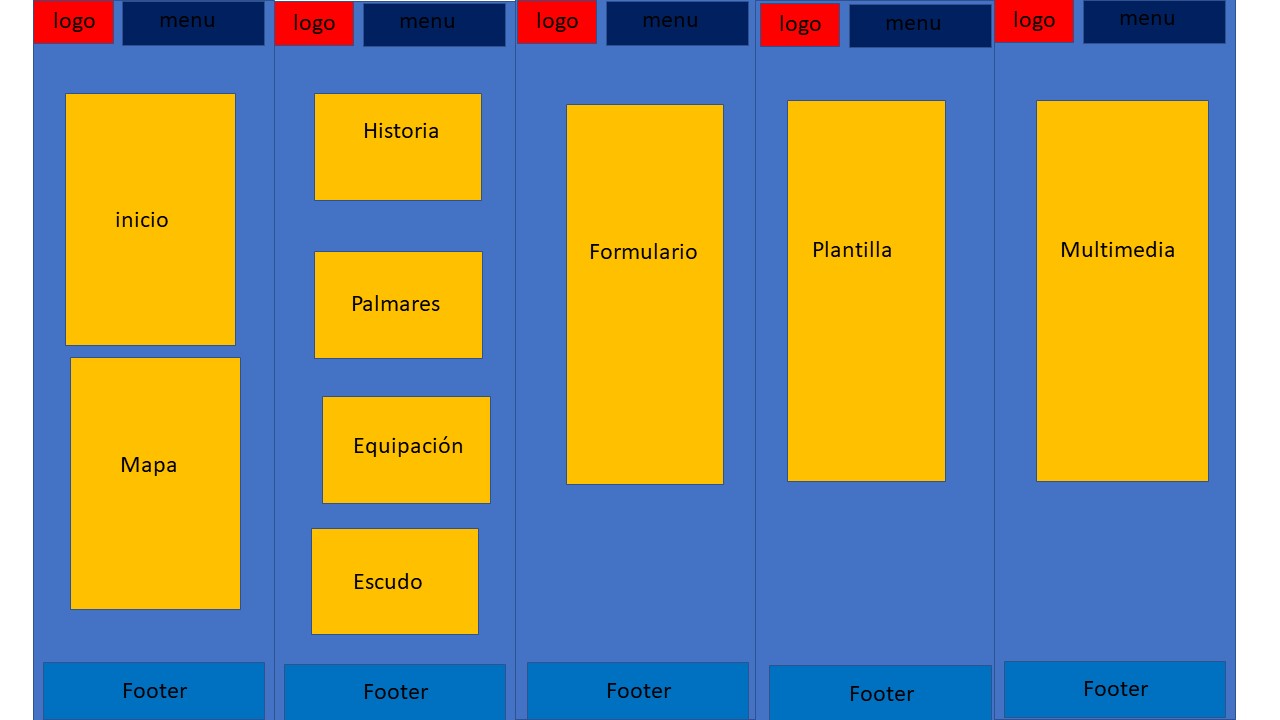 logo
menu
inicio
Mapa
Footer
logo
menu
Historia
Palmares
Equipación
Escudo
Footer
logo
menu
Formulario
Footer
logo
menu
Plantilla
Footer
logo
menu
Multimedia
Footer